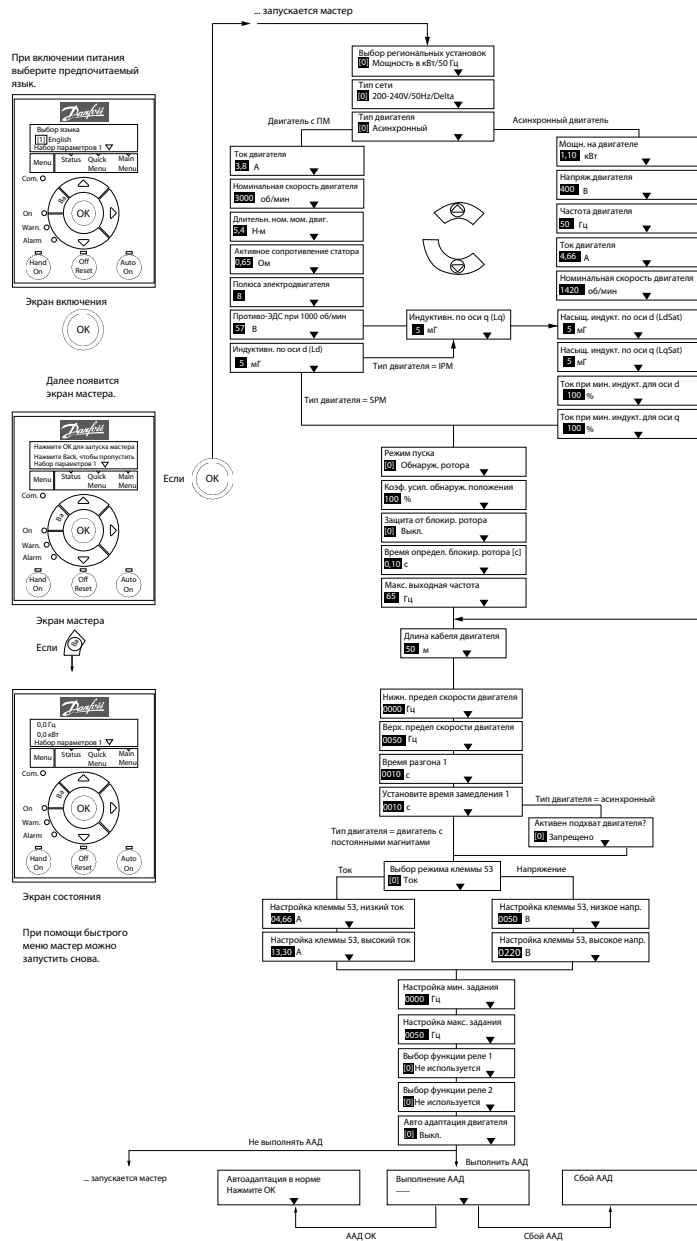 ... запускается мастер
При включении питания
выберите предпочитаемый
язык.
Danfoss
Выбор языка
[1] English
Набор параметров 1
Menu
Status
Quick
Menu
Main
Menu
Com.
Ba
OK
On
Warn.
Alarm
Hand
On
Off
Reset
Auto
On
Экран включения
OK
Далее появится
экран мастера.
Danfoss
Нажмите ОК для запуска мастера
Нажмите Back, чтобы пропустить
Набор параметров 1
Menu
Status
Quick
Menu
Main
Menu
Com.
Ba
OK
On
Warn.
Alarm
Hand
On
Off
Reset
Auto
On
Если
OK
Экран мастера
Если
Ba
Danfoss
0,0 Гц
0,0 кВт
Набор параметров 1
Menu
Status
Quick
Menu
Main
Menu
Com.
Ba
OK
On
Warn.
Alarm
Hand
On
Off
Reset
Auto
On
Экран состояния
При помощи быстрого
меню мастер можно
запустить снова.
Выбор региональных установок
[0] Мощность в кВт/50 Гц
Тип сети
[0] 200-240V/50Hz/Delta
Тип двигателя
[0] Асинхронный
Двигатель с ПМ
Асинхронный двигатель
Ток двигателя
3,8 А
Номинальная скорость двигателя
3000 об/мин
Длительн. ном. мом. двиг.
5,4 Н·м
Активное сопротивление статора
0,65 Ом
Полюса электродвигателя
8
Противо-ЭДС при 1000 об/мин
57 В
Индуктивн. по оси d (Ld)
5 мГ
Индуктивн. по оси q (Lq)
5 мГ
Тип двигателя = IPM
Тип двигателя = SPM
Мощн. на двигателе
1,10 кВт
Напряж.двигателя
400 В
Частота двигателя
50 Гц
Ток двигателя
4,66 А
Номинальная скорость двигателя
1420 об/мин
Насыщ. индукт. по оси d (LdSat)
5 мГ
Насыщ. индукт. по оси q (LqSat)
5 мГ
Ток при мин. индукт. для оси d
100 %
Ток при мин. индукт. для оси q
100 %
Режим пуска
[0] Обнаруж. ротора
Коэф. усил. обнаруж. положения
100 %
Защита от блокир. ротора
[0] Выкл.
Время определ. блокир. ротора [с]
0,10 с
Макс. выходная частота
65 Гц
Длина кабеля двигателя
50 м
Нижн. предел скорости двигателя
0000 Гц
Верх. предел скорости двигателя
0050 Гц
Время разгона 1
0010 с
Установите время замедления 1
0010 с
Тип двигателя = асинхронный
Активен подхват двигателя?
[0] Запрещено
Тип двигателя = двигатель с
постоянными магнитами
Ток
Выбор режима клеммы 53
[0] Ток
Напряжение
Настройка клеммы 53, низкий ток
04,66 А
Настройка клеммы 53, высокий ток
13,30 А
Настройка клеммы 53, низкое напр.
0050 В
Настройка клеммы 53, высокое напр.
0220 В
Настройка мин. задания
0000 Гц
Настройка макс. задания
0050 Гц
Выбор функции реле 1
[0]Не используется
Выбор функции реле 2
[0]Не используется
Авто адаптация двигателя
[0] Выкл.
Не выполнять ААД
Выполнить ААД
... запускается мастер
Автоадаптация в норме
Нажмите ОК
Выполнение ААД
-----
Сбой ААД
ААД ОК
Сбой ААД